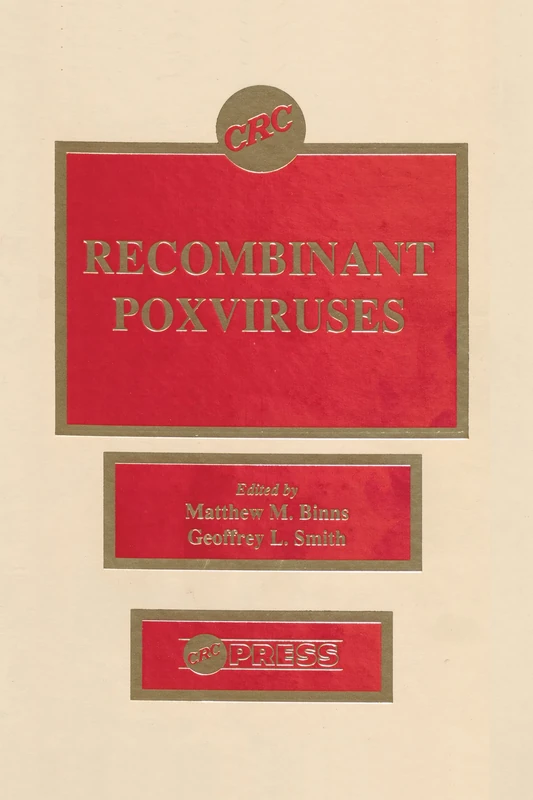 CRC
RECOMBINANT
POXVIRUSES
Edited by
Matthew M. Binns
Geoffrey L. Smith
CRC PRESS